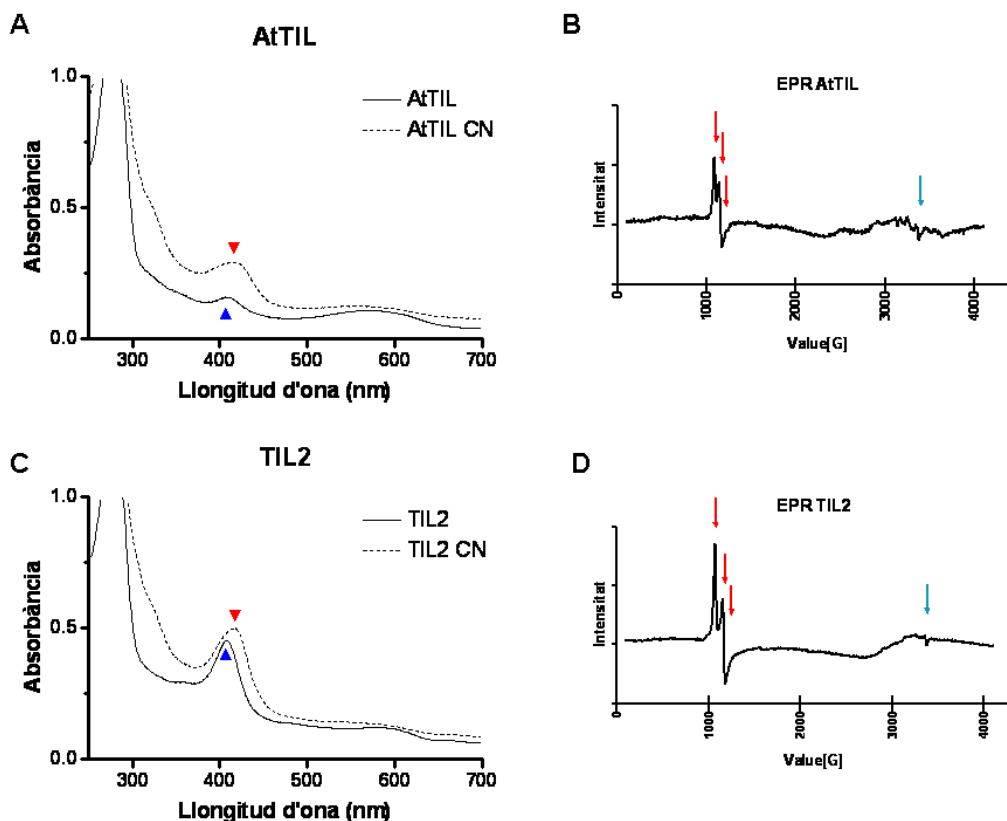 A
AtTIL
1.0
0.5
0.0
Absorbància
300
400
500
600
700
Llongitud d'ona (nm)
AtTIL
AtTIL CN
B
EPR AtTIL
Intensitat
0
1000
2000
3000
4000
Value[G]
C
TIL2
1.0
0.5
0.0
Absorbància
300
400
500
600
700
Llongitud d'ona (nm)
TIL2
TIL2 CN
D
EPR TIL2
Intensitat
0
1000
2000
3000
4000
Value[G]